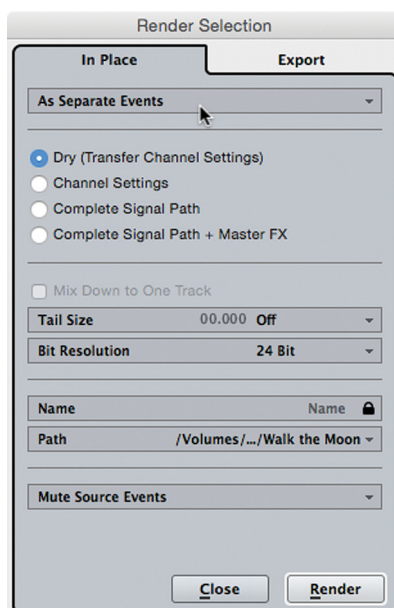 Render Selection
In Place Export
As Separate Events
Dry (Transfer Channel Settings)
Channel Settings
Complete Signal Path
Complete Signal Path + Master FX
Mix Down to One Track
Tail Size 00.000 Off
Bit Resolution 24 Bit
Name Name
Path /Volumes/.../Walk the Moon
Mute Source Events
Close Render